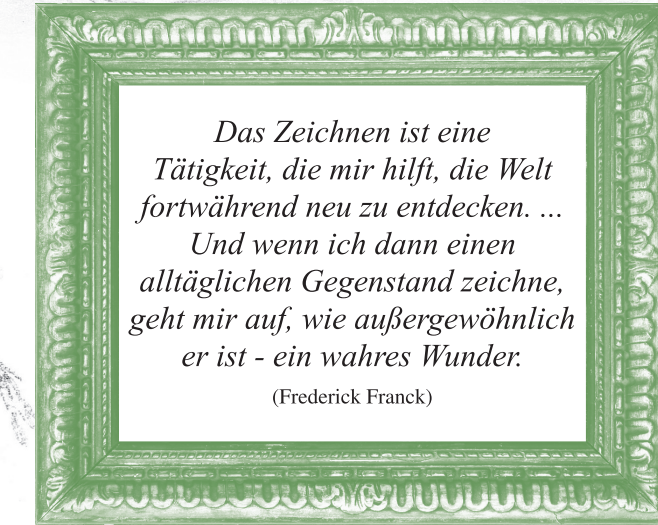 Das Zeichnen ist eine
Tätigkeit, die mir hilft, die Welt
fortwährend neu zu entdecken. ...
Und wenn ich dann einen
alltäglichen Gegenstand zeichne,
geht mir auf, wie außergewöhnlich
er ist - ein wahres Wunder.
(Frederick Franck)